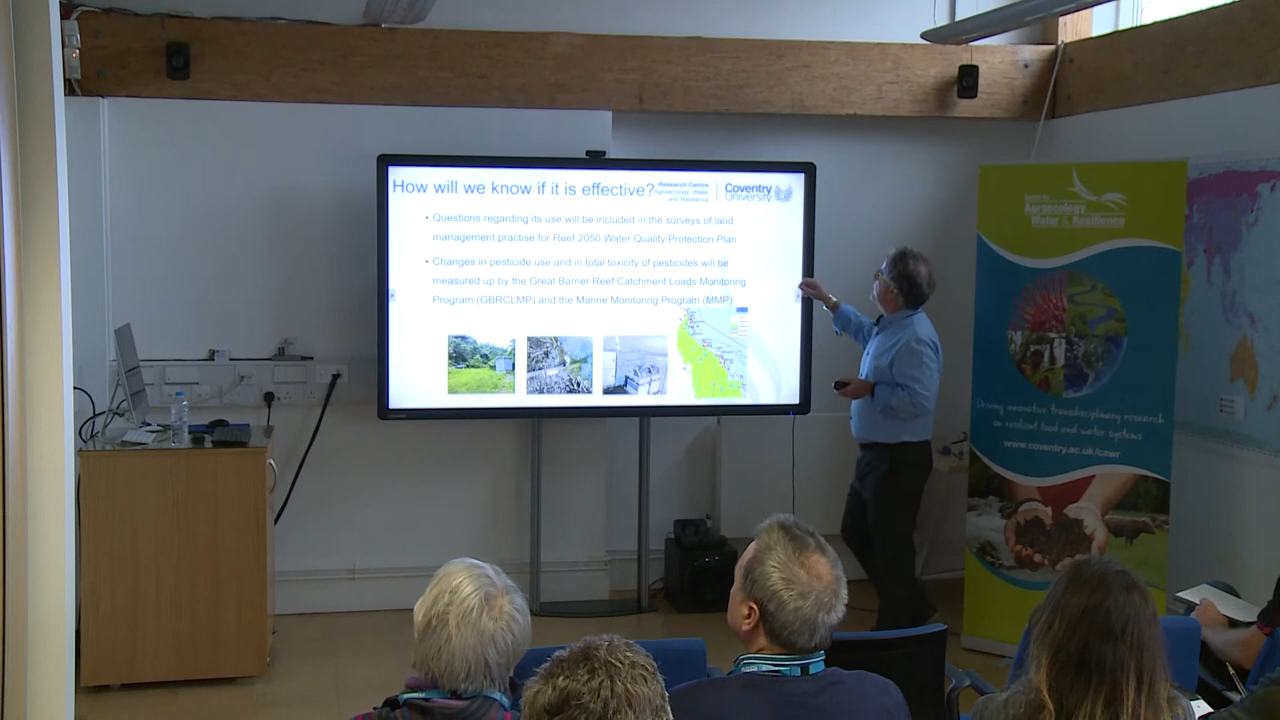 How will we know if it is effective?
Research Centre
Agroecology, Water
and Resilience
Coventry
University
• Questions regarding its use will be included in the surveys of land
management practise for Reef 2050 Water Quality Protection Plan
• Changes in pesticide use and in total toxicity of pesticides will be
measured up by the Great Barrier Reef Catchment Loads Monitoring
Program (GBRCLMP) and the Marine Monitoring Program (MMP)
Agroecology
Water & Resilience
Driving innovative transdisciplinary research
on resilient food and water systems
www.coventry.ac.uk/cawr